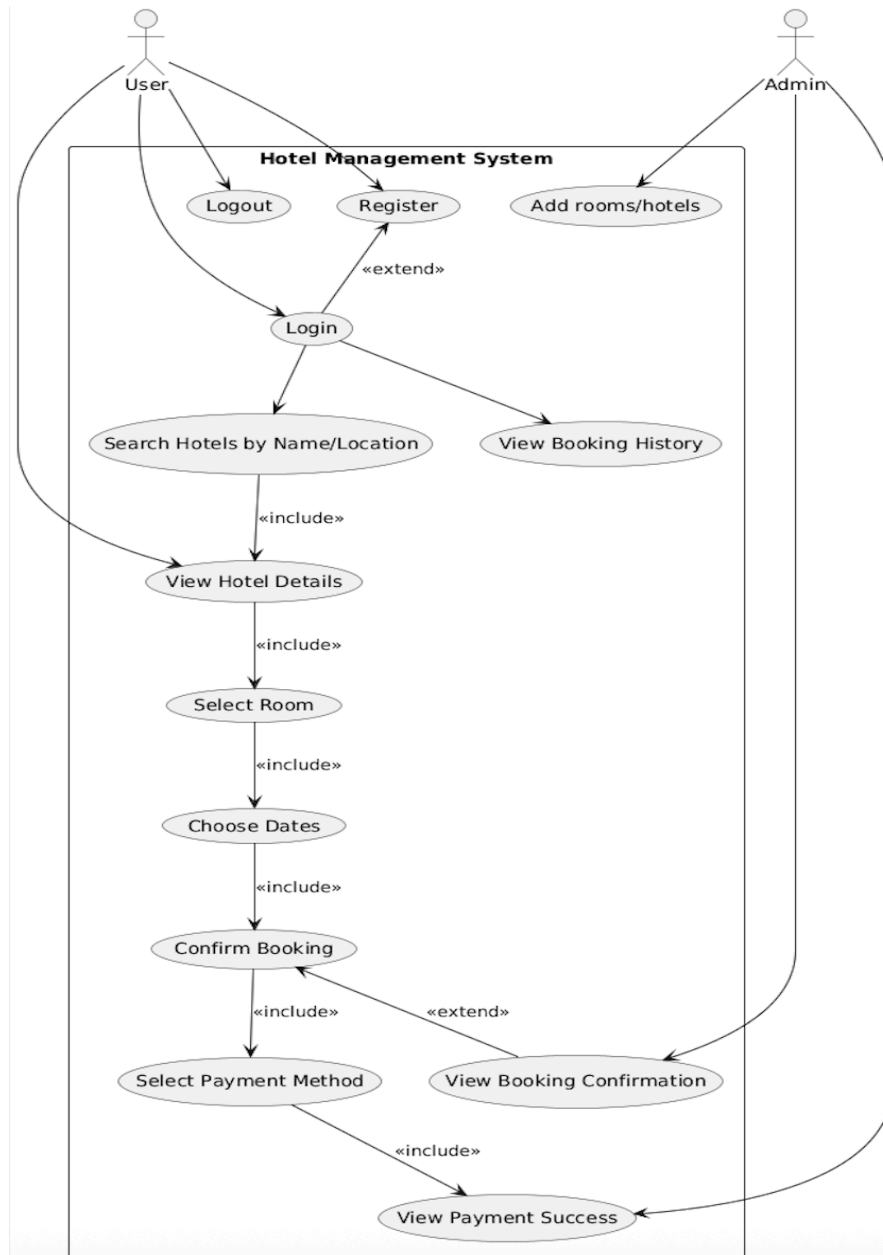 User
Admin
Hotel Management System
Logout
Register
Add rooms/hotels
«extend»
Login
Search Hotels by Name/Location
View Booking History
«include»
View Hotel Details
«include»
Select Room
«include»
Choose Dates
«include»
Confirm Booking
«include»
«extend»
Select Payment Method
View Booking Confirmation
«include»
View Payment Success